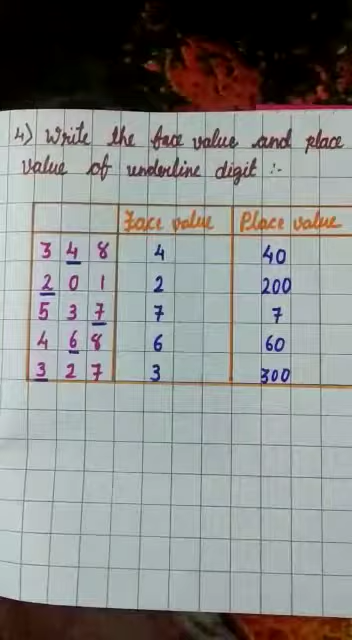 4) Write the face value and place
value of underline digit :-
Face value Place value
3 4 8 4 40
2 0 1 2 200
5 3 7 7 7
4 6 8 6 60
3 2 7 3 300